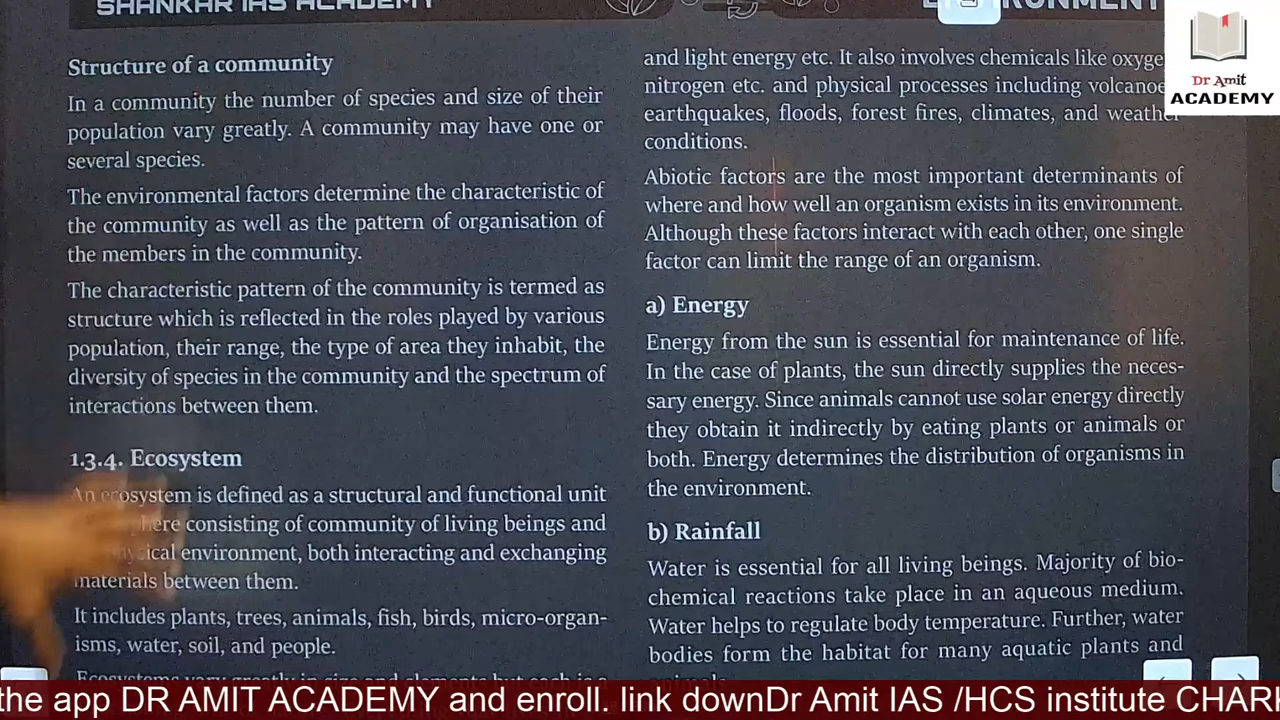 SHANKAR IAS ACADEMY
Structure of a community
In a community the number of species and size of their
population vary greatly. A community may have one or
several species.
The environmental factors determine the characteristic of
the community as well as the pattern of organisation of
the members in the community.
The characteristic pattern of the community is termed as
structure which is reflected in the roles played by various
population, their range, the type of area they inhabit, the
diversity of species in the community and the spectrum of
interactions between them.
1.3.4. Ecosystem
An ecosystem is defined as a structural and functional unit
consisting of community of living beings and
environment, both interacting and exchanging
materials between them.
It includes plants, trees, animals, fish, birds, micro-organ-
isms, water, soil, and people.
Ecosystems vary greatly in size and elements but each is a
and light energy etc. It also involves chemicals like
nitrogen etc. and physical processes including
earthquakes, floods, forest fires, climates, and
conditions.
Abiotic factors are the most important determinants of
where and how well an organism exists in its environment.
Although these factors interact with each other, one single
factor can limit the range of an organism.
a) Energy
Energy from the sun is essential for maintenance of life.
In the case of plants, the sun directly supplies the neces-
sary energy. Since animals cannot use solar energy directly
they obtain it indirectly by eating plants or animals or
both. Energy determines the distribution of organisms in
the environment.
b) Rainfall
Water is essential for all living beings. Majority of bio-
chemical reactions take place in an aqueous medium.
Water helps to regulate body temperature. Further, water
bodies form the habitat for many aquatic plants and
Dr Amit
ACADEMY
the app DR AMIT ACADEMY and enroll. link downDr Amit IAS /HCS institute